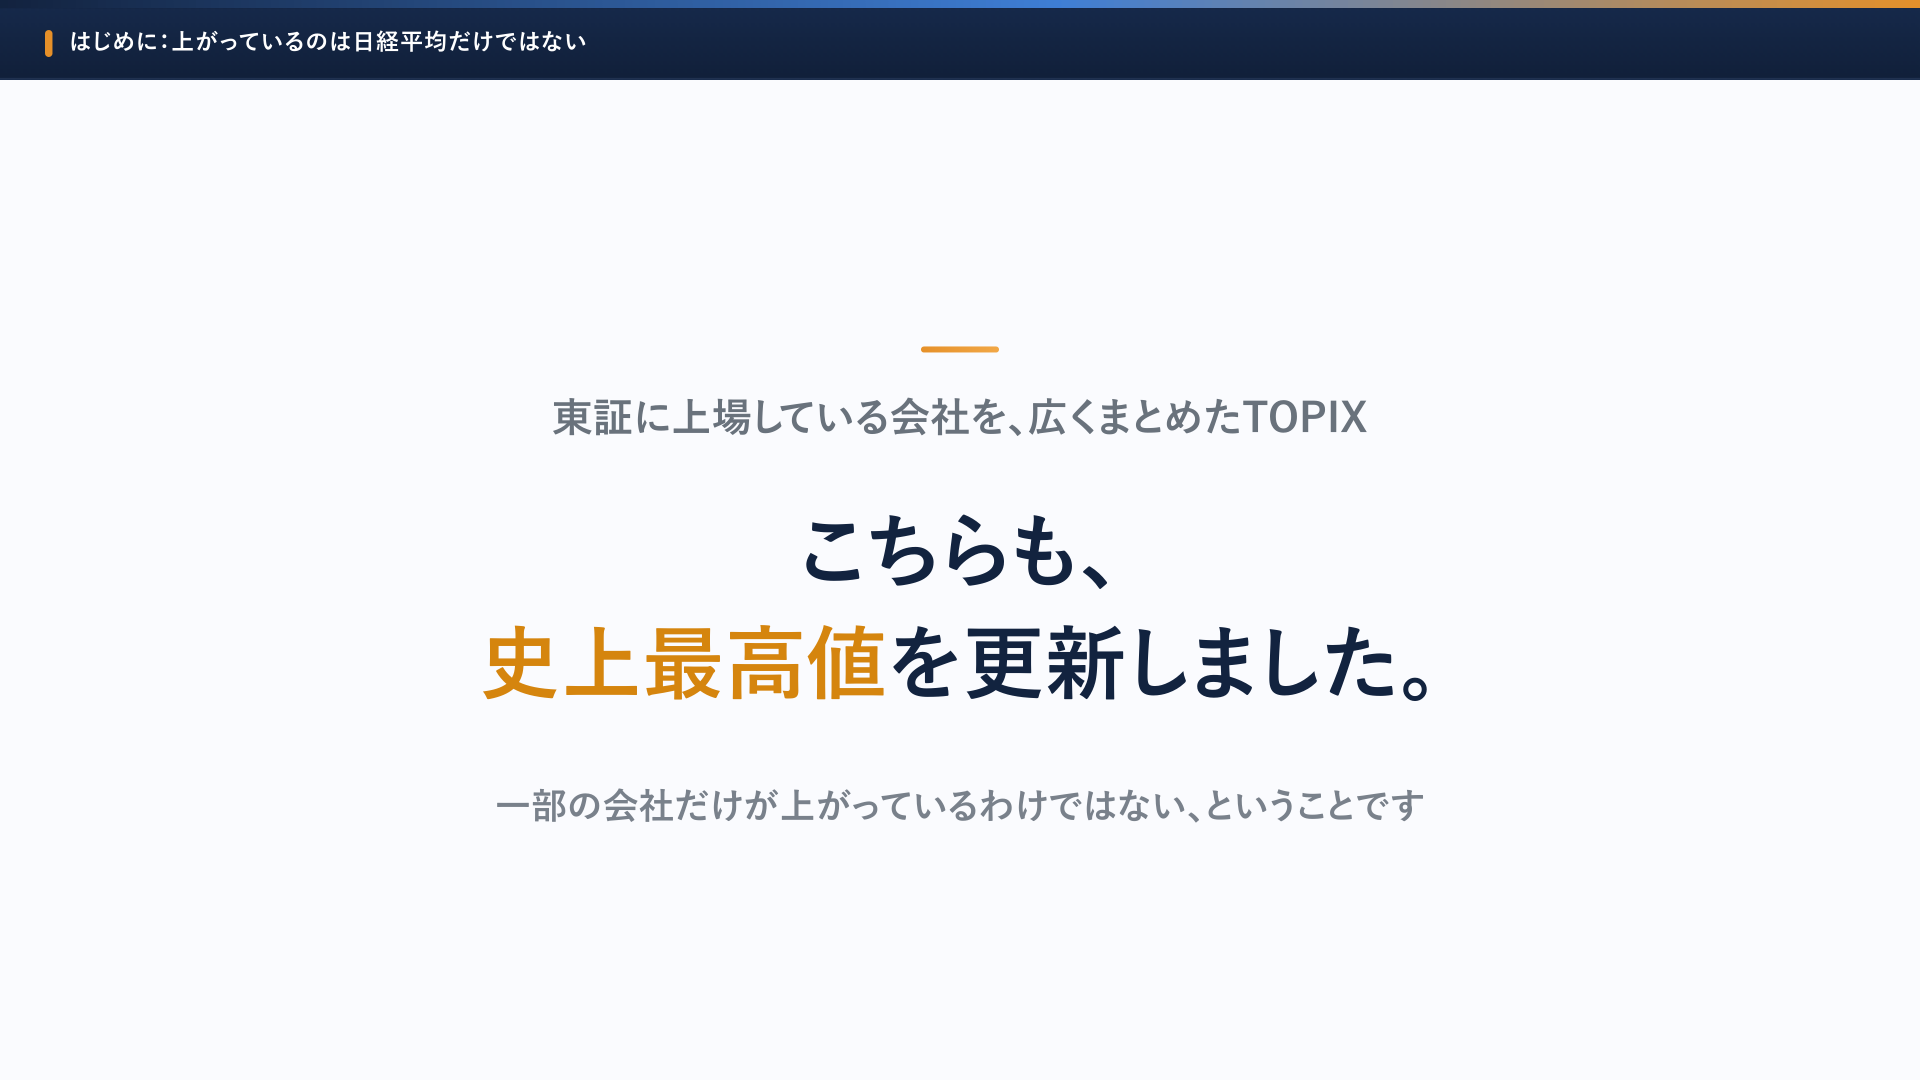 はじめに：上がっているのは日経平均だけではない
東証に上場している会社を、広くまとめたTOPIX
こちらも、
史上最高値を更新しました。
一部の会社だけが上がっているわけではない、ということです